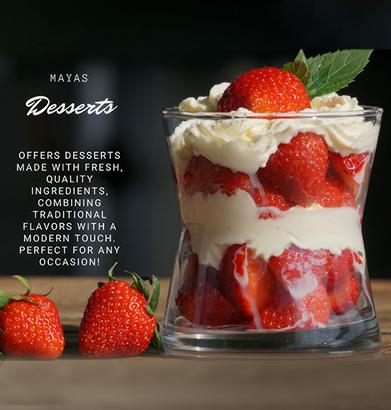 MAYAS
Desserts
OFFERS DESSERTS
MADE WITH FRESH,
QUALITY
INGREDIENTS,
COMBINING
TRADITIONAL
FLAVORS WITH A
MODERN TOUCH.
PERFECT FOR ANY
OCCASION!